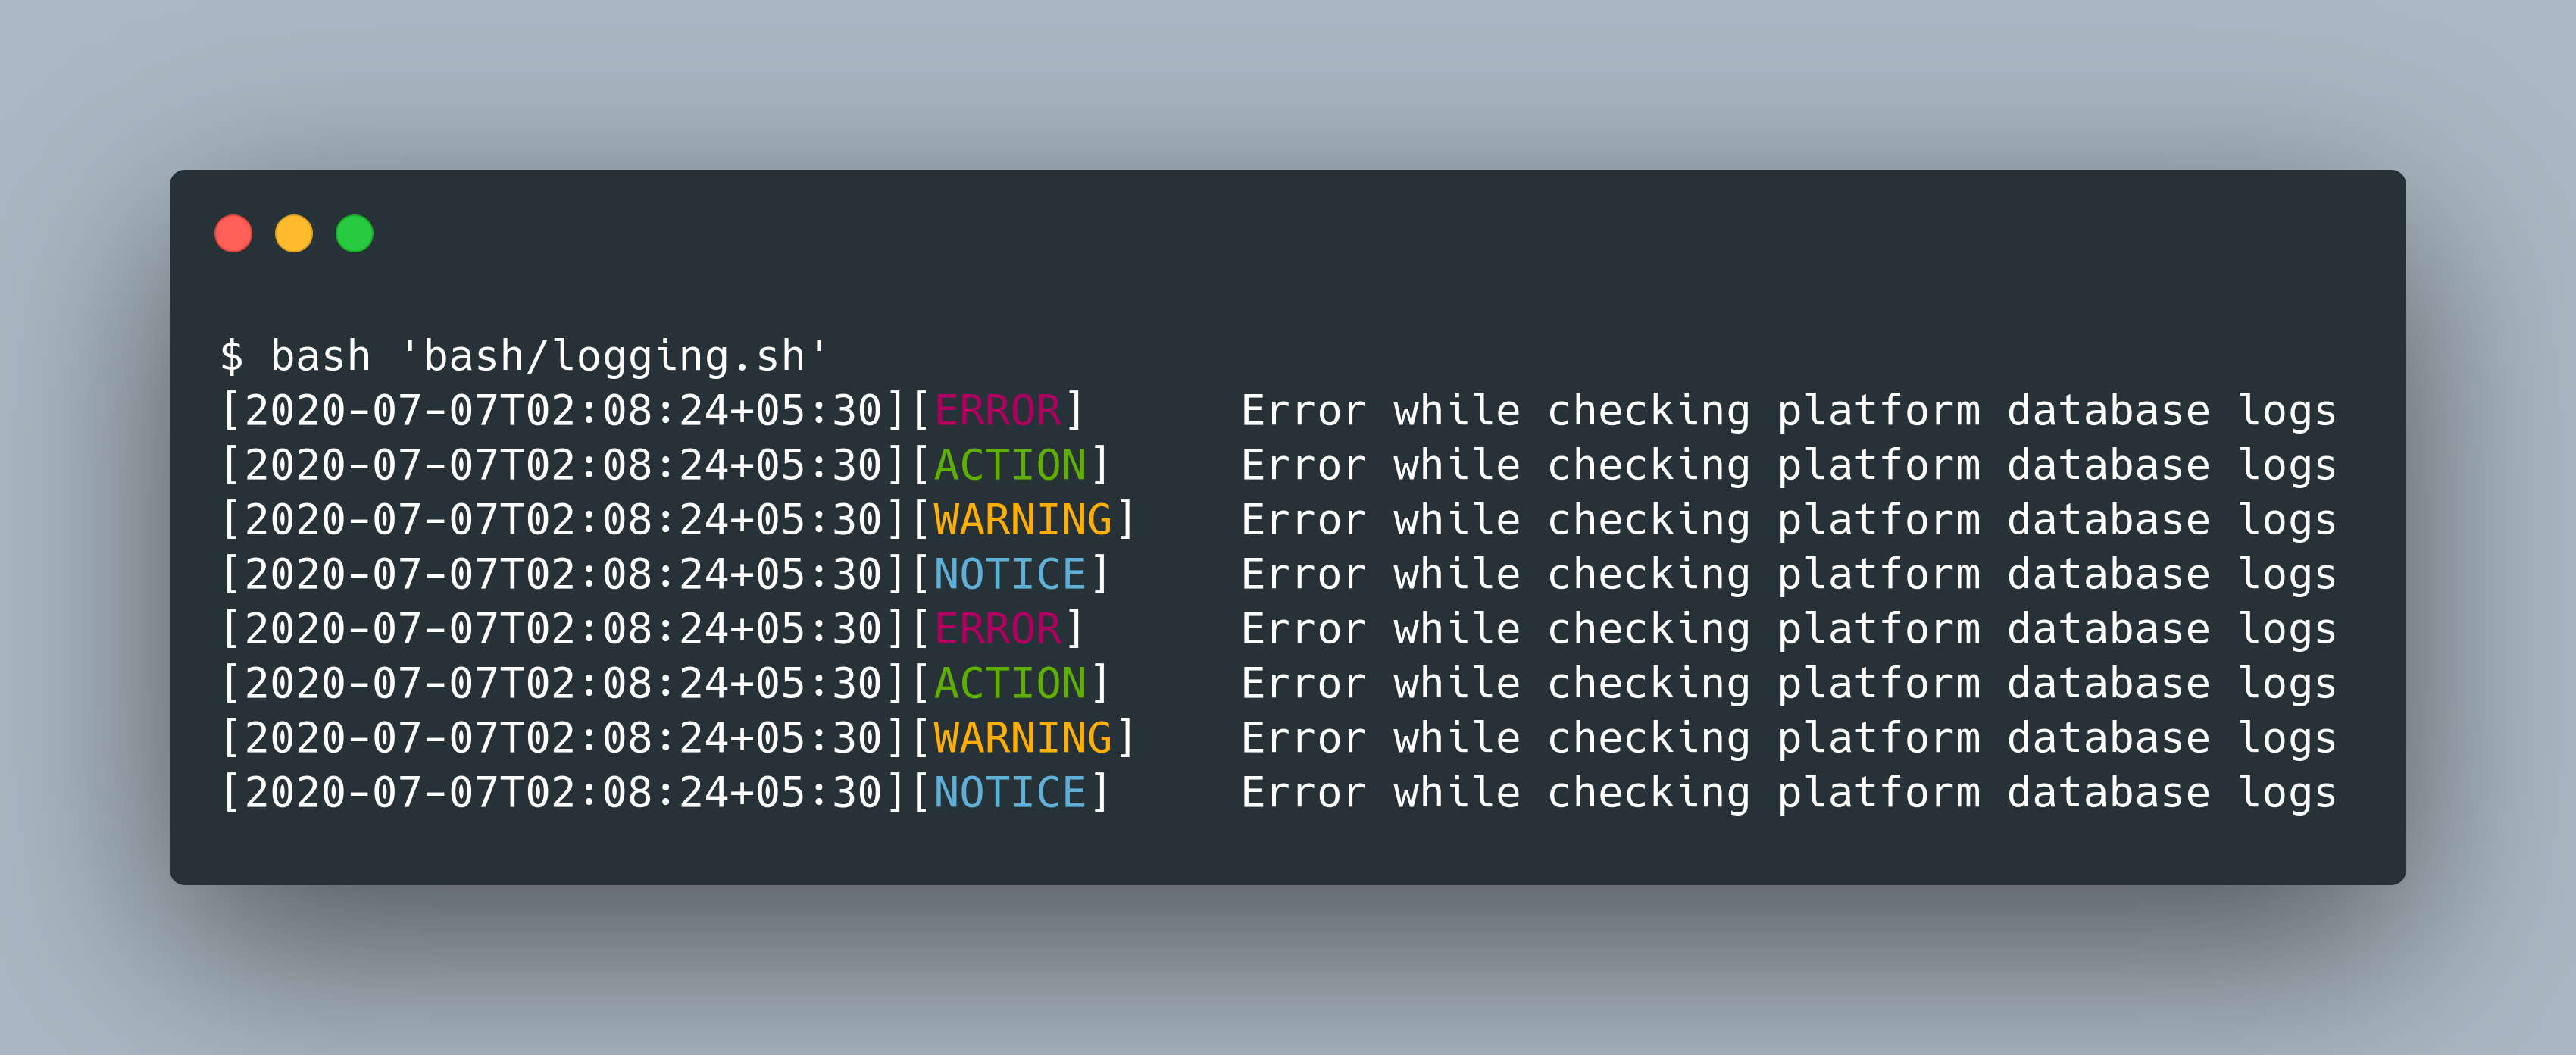 $ bash 'bash/logging.sh'
[2020-07-07T02:08:24+05:30][ERROR]      Error while checking platform database logs
[2020-07-07T02:08:24+05:30][ACTION]     Error while checking platform database logs
[2020-07-07T02:08:24+05:30][WARNING]    Error while checking platform database logs
[2020-07-07T02:08:24+05:30][NOTICE]     Error while checking platform database logs
[2020-07-07T02:08:24+05:30][ERROR]      Error while checking platform database logs
[2020-07-07T02:08:24+05:30][ACTION]     Error while checking platform database logs
[2020-07-07T02:08:24+05:30][WARNING]    Error while checking platform database logs
[2020-07-07T02:08:24+05:30][NOTICE]     Error while checking platform database logs